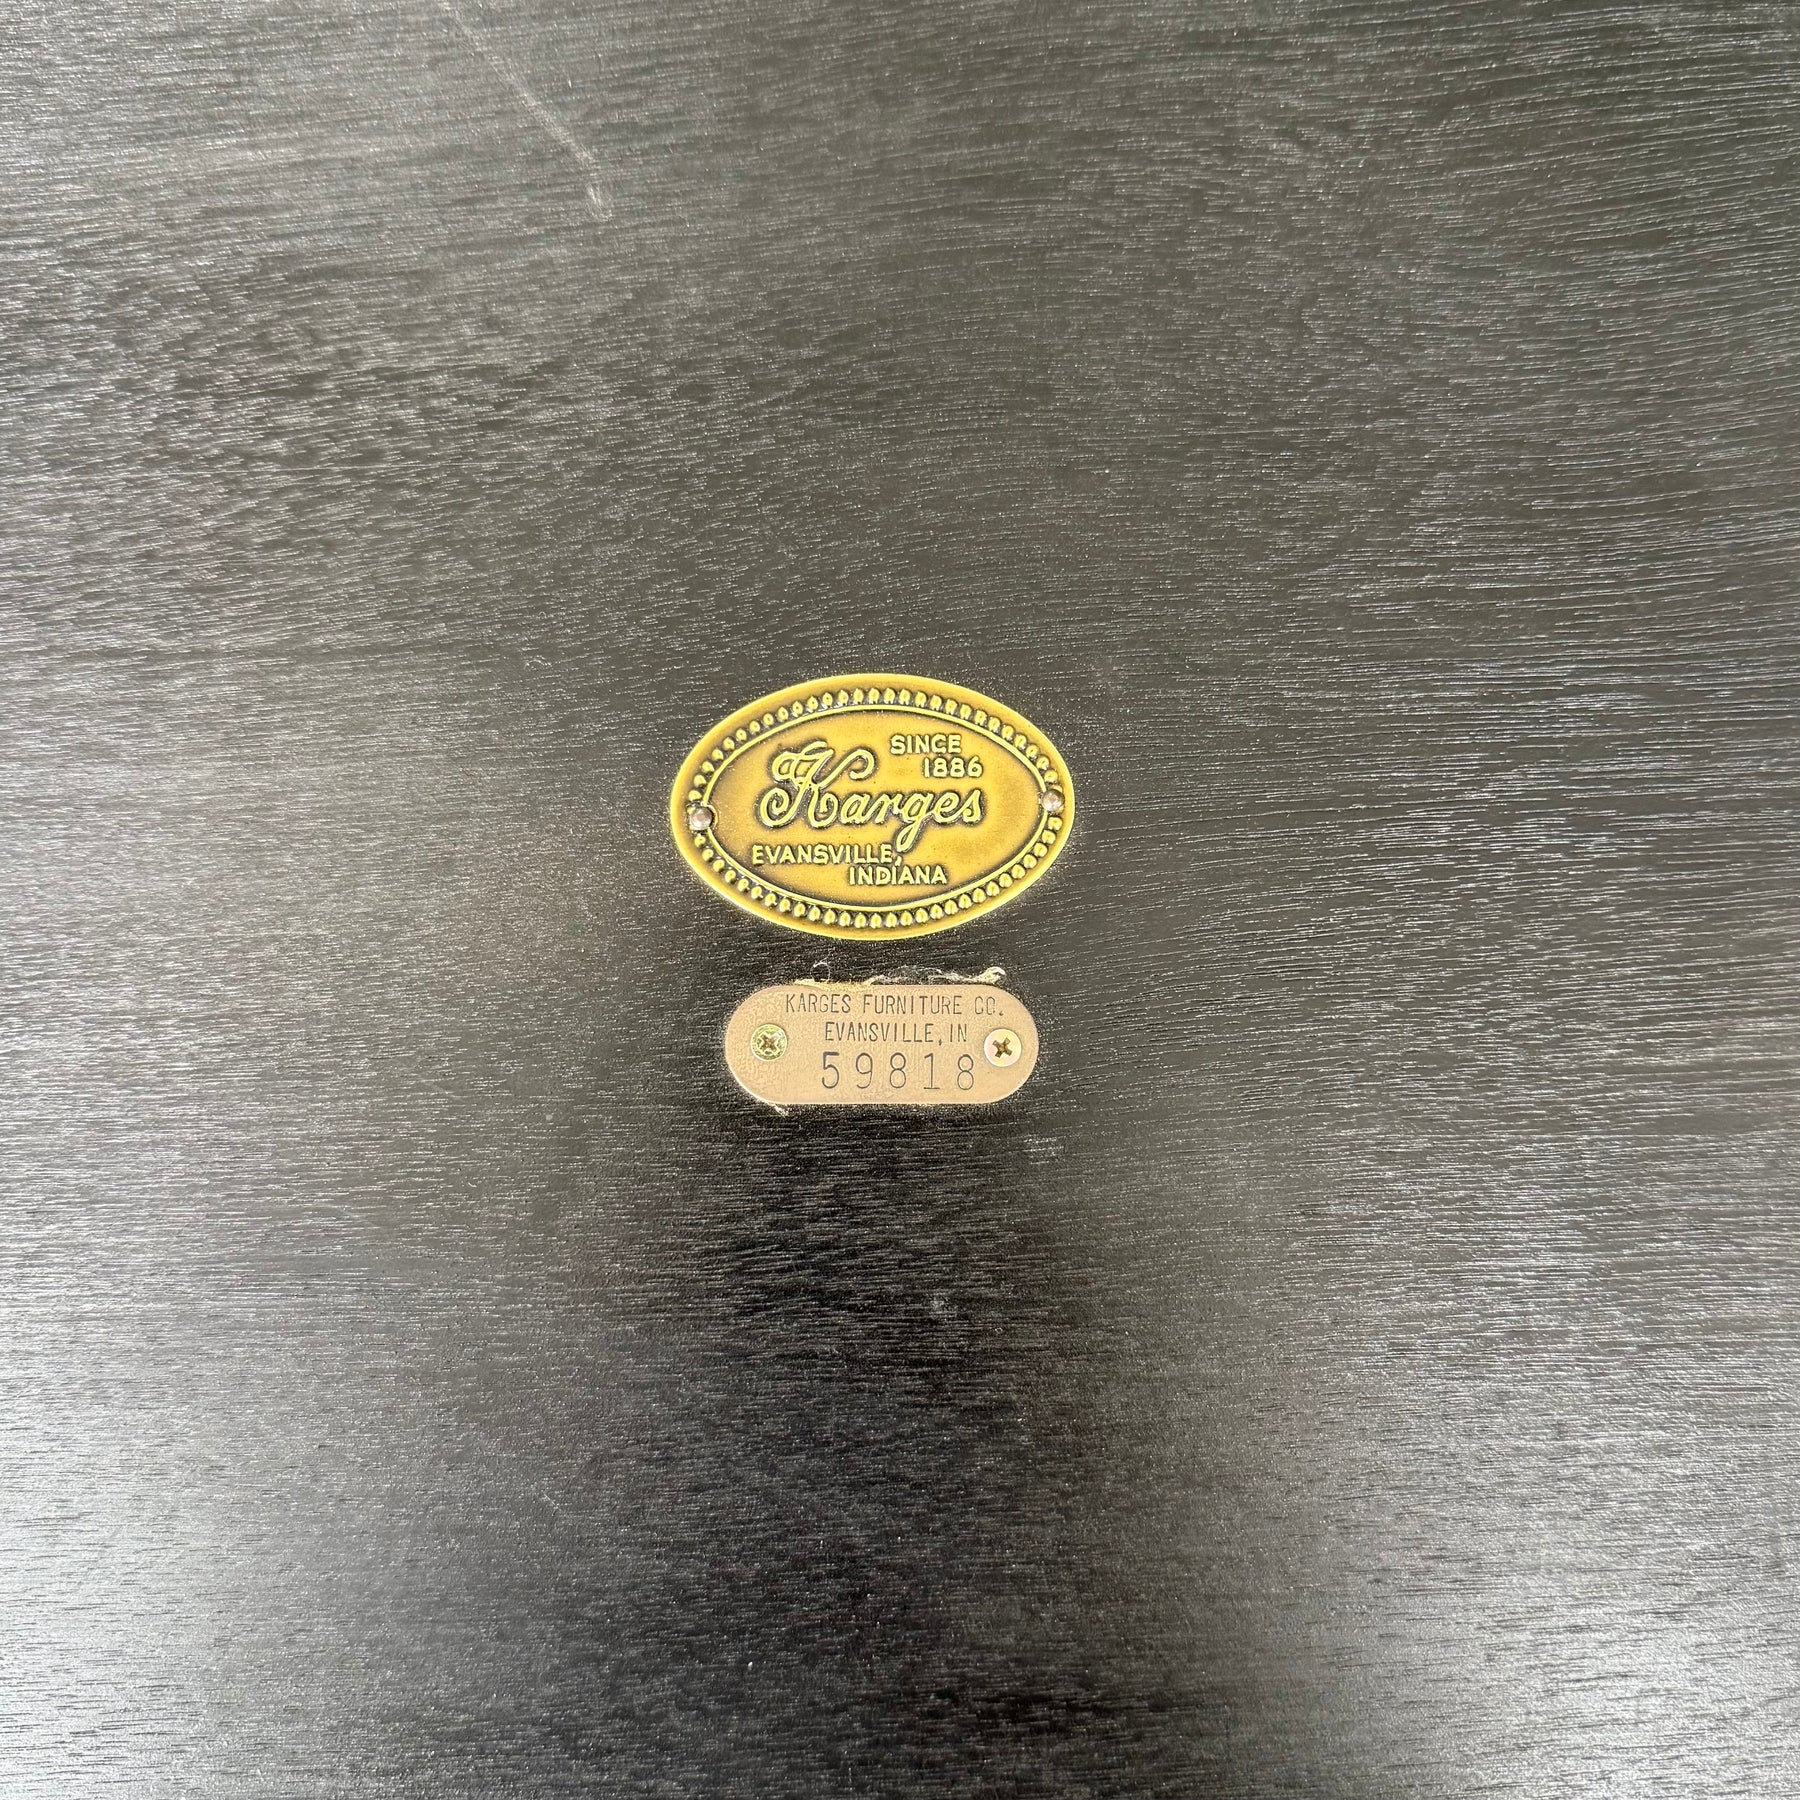 SINCE
1886
Karges
EVANSVILLE,
INDIANA
KARGES FURNITURE CO.
EVANSVILLE, IN
59818